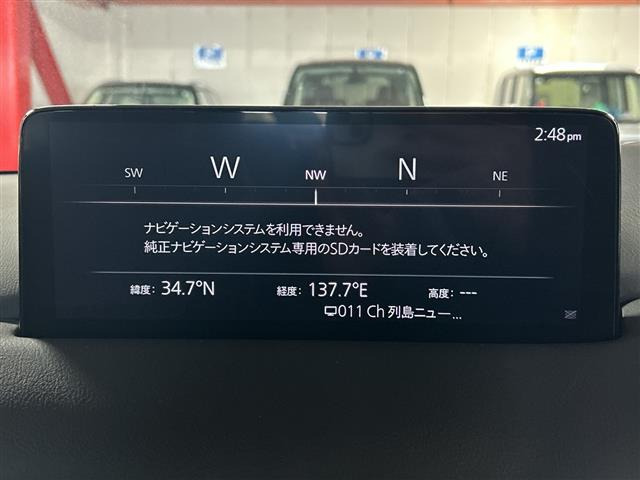 2:48pm
SW W NW N NE
ナビゲーションシステムを利用できません。
純正ナビゲーションシステム専用のSDカードを装着してください。
緯度: 34.7°N 経度: 137.7°E 高度: ---
011 Ch 列島ニュー...
P